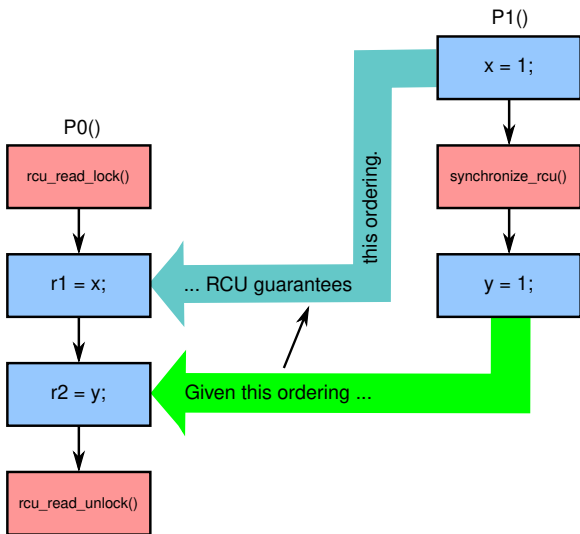 P1()
x = 1;
P0()
rcu_read_lock()
synchronize_rcu()
this ordering.
r1 = x;
... RCU guarantees
y = 1;
r2 = y;
Given this ordering ...
rcu_read_unlock()